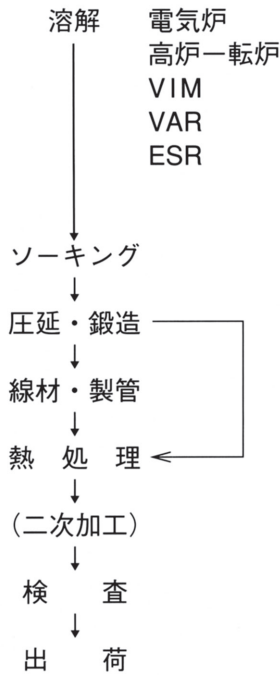 溶解　電気炉
高炉ー転炉
VIM
VAR
ESR
ソーキング
圧延・鍛造
線材・製管
熱　処　理
（二次加工）
検　　査
出　　荷